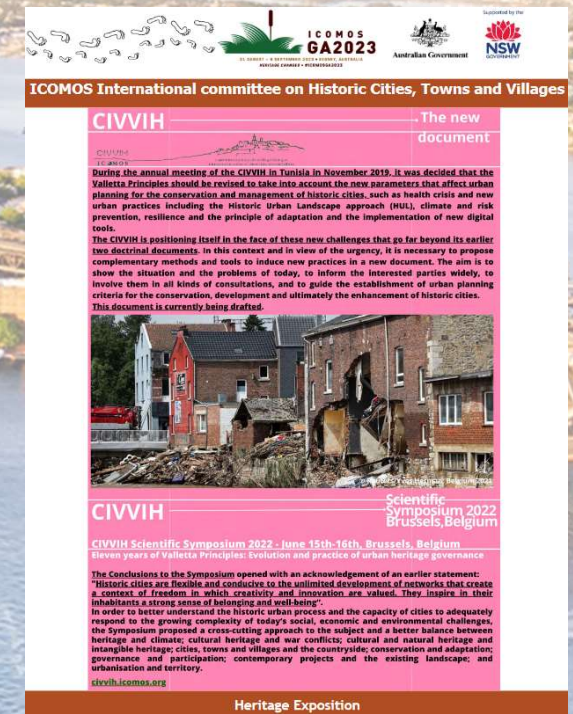 Supported by the
ICOMOS
GA2023
31 AUGUST – 9 SEPTEMBER 2023 • SYDNEY, AUSTRALIA
HERITAGE CHANGES • #ICOMOSGA2023
Australian Government
NSW
GOVERNMENT
ICOMOS International committee on Historic Cities, Towns and Villages
CIVVIH
The new
document
CIVVIH
ICOMOS
During the annual meeting of the CIVVIH in Tunisia in November 2019, it was decided that the
Valletta Principles should be revised to take into account the new parameters that affect urban
planning for the conservation and management of historic cities, such as health crisis and new
urban practices including the Historic Urban Landscape approach (HUL), climate and risk
prevention, resilience and the principle of adaptation and the implementation of new digital
tools.
The CIVVIH is positioning itself in the face of these new challenges that go far beyond its earlier
two doctrinal documents. In this context and in view of the urgency, it is necessary to propose
complementary methods and tools to induce new practices in a new document. The aim is to
show the situation and the problems of today, to inform the interested parties widely, to
involve them in all kinds of consultations, and to guide the establishment of urban planning
criteria for the conservation, development and ultimately the enhancement of historic cities.
This document is currently being drafted.
CIVVIH
Scientific
Symposium 2022
Brussels,Belgium
CIVVIH Scientific Symposium 2022 - June 15th-16th, Brussels, Belgium
Eleven years of Valletta Principles: Evolution and practice of urban heritage governance
The Conclusions to the Symposium opened with an acknowledgement of an earlier statement:
"Historic cities are flexible and conducive to the unlimited development of networks that create
a context of freedom in which creativity and innovation are valued. They inspire in their
inhabitants a strong sense of belonging and well-being".
In order to better understand the historic urban process and the capacity of cities to adequately
respond to the growing complexity of today's social, economic and environmental challenges,
the Symposium proposed a cross-cutting approach to the subject and a better balance between
heritage and climate; cultural heritage and war conflicts; cultural and natural heritage and
intangible heritage; cities, towns and villages and the countryside; conservation and adaptation;
governance and participation; contemporary projects and the existing landscape; and
urbanisation and territory.
civvih.icomos.org
Heritage Exposition